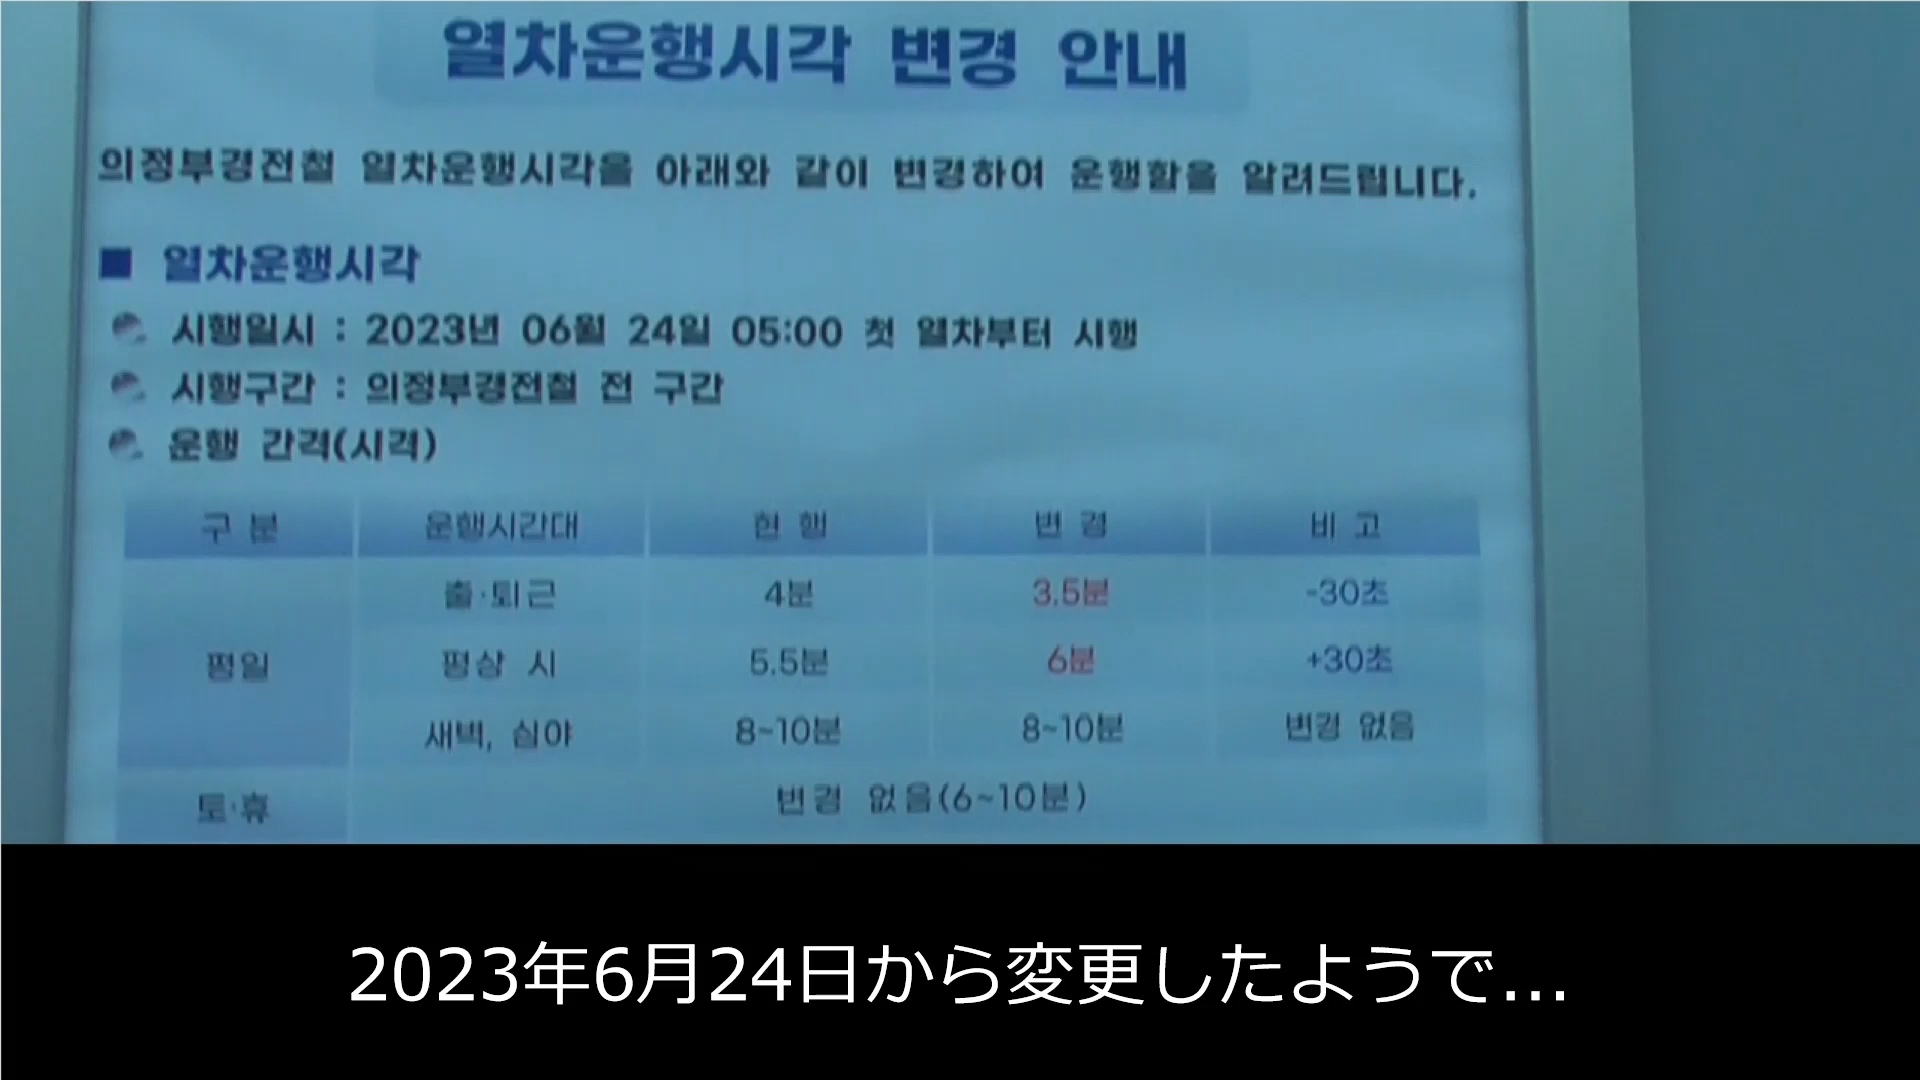 열차운행시각 변경 안내
의정부경전철 열차운행시각을 아래와 같이 변경하여 운행함을 알려드립니다.
■ 열차운행시각
시행일시 : 2023년 06월 24일 05:00 첫 열차부터 시행
시행구간 : 의정부경전철 전 구간
운행 간격(시격)
구 분 운행시간대 현 행 변 경 비 고
출·퇴근 4분 3.5분 -30초
평일 평상 시 5.5분 6분 +30초
새벽, 심야 8~10분 8~10분 변경 없음
토·휴 변경 없음(6~10분)
2023年6月24日から変更したようで...